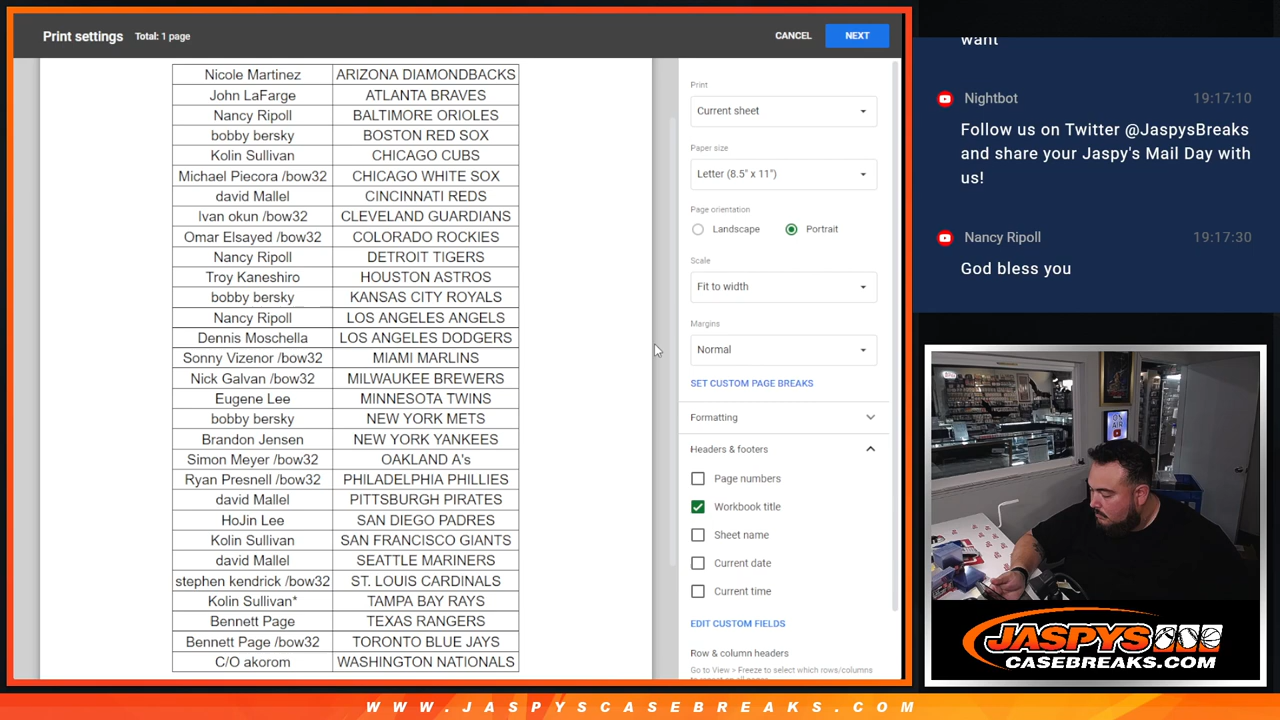 Print settings Total: 1 page
CANCEL NEXT
Nicole Martinez ARIZONA DIAMONDBACKS
John LaFarge ATLANTA BRAVES
Nancy Ripoll BALTIMORE ORIOLES
bobby bersky BOSTON RED SOX
Kolin Sullivan CHICAGO CUBS
Michael Piecora /bow32 CHICAGO WHITE SOX
david Mallel CINCINNATI REDS
Ivan okun /bow32 CLEVELAND GUARDIANS
Omar Elsayed /bow32 COLORADO ROCKIES
Nancy Ripoll DETROIT TIGERS
Troy Kaneshiro HOUSTON ASTROS
bobby bersky KANSAS CITY ROYALS
Nancy Ripoll LOS ANGELES ANGELS
Dennis Moschella LOS ANGELES DODGERS
Sonny Vizenor /bow32 MIAMI MARLINS
Nick Galvan /bow32 MILWAUKEE BREWERS
Eugene Lee MINNESOTA TWINS
bobby bersky NEW YORK METS
Brandon Jensen NEW YORK YANKEES
Simon Meyer /bow32 OAKLAND A's
Ryan Presnell /bow32 PHILADELPHIA PHILLIES
david Mallel PITTSBURGH PIRATES
HoJin Lee SAN DIEGO PADRES
Kolin Sullivan SAN FRANCISCO GIANTS
david Mallel SEATTLE MARINERS
stephen kendrick /bow32 ST. LOUIS CARDINALS
Kolin Sullivan* TAMPA BAY RAYS
Bennett Page TEXAS RANGERS
Bennett Page /bow32 TORONTO BLUE JAYS
C/O akorom WASHINGTON NATIONALS
Print
Current sheet
Paper size
Letter (8.5" x 11")
Page orientation
Landscape Portrait
Scale
Fit to width
Margins
Normal
SET CUSTOM PAGE BREAKS
Formatting
Headers & footers
Page numbers
Workbook title
Sheet name
Current date
Current time
EDIT CUSTOM FIELDS
Row & column headers
Go to View > Freeze to select which rows/columns
want
Nightbot 19:17:10
Follow us on Twitter @JaspysBreaks
and share your Jaspy's Mail Day with
us!
Nancy Ripoll 19:17:30
God bless you
ON
AIR
JASPYS
CASEBREAKS.COM
WWW.JASPYSCASEBREAKS.COM